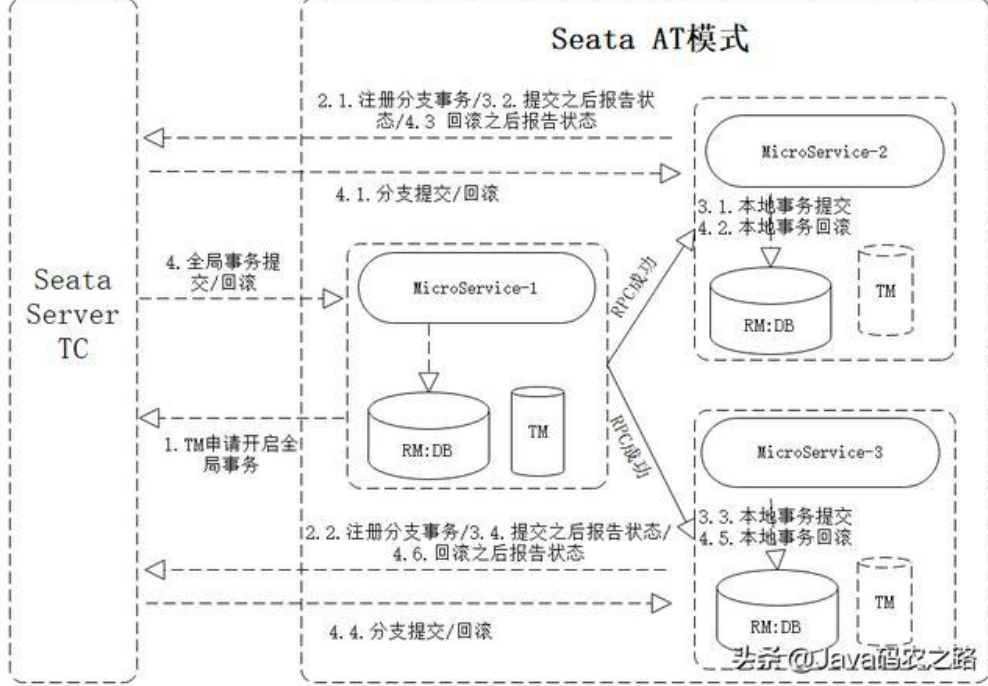 Seata AT模式
2.1.注册分支事务/3.2.提交之后报告状
态/4.3 回滚之后报告状态
MicroService-2
4.1.分支提交/回滚
3.1.本地事务提交
4.2.本地事务回滚
4.全局事务提
交/回滚
MicroService-1
RPC成功
TM
RM:DB
Seata
Server
TC
1.TM申请开启全
局事务
RM:DB
TM
RPC成功
MicroService-3
2.2.注册分支事务/3.4.提交之后报告状态/
4.6.回滚之后报告状态
3.3.本地事务提交
4.5.本地事务回滚
4.4.分支提交/回滚
RM:DB
TM
头条 @Java码农之路